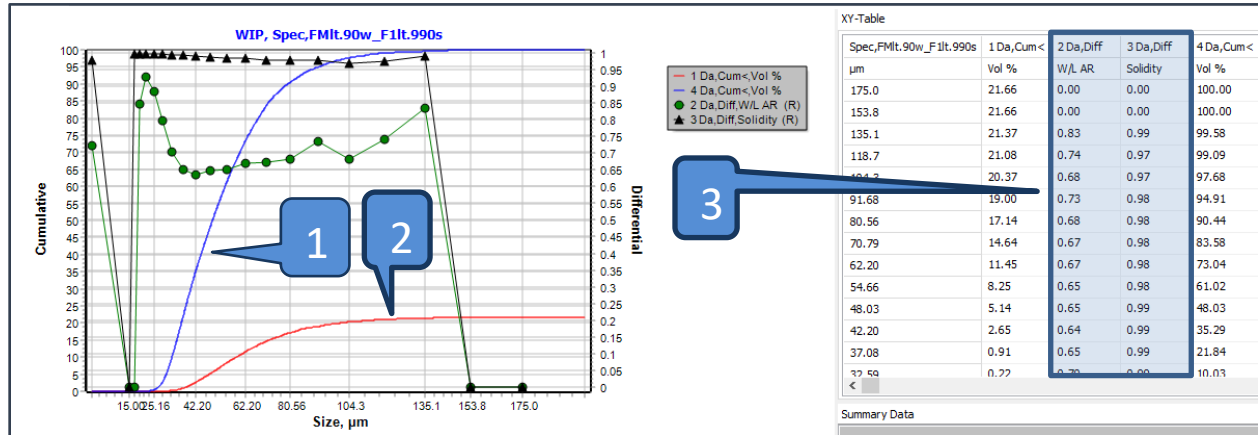 WIP, Spec,FMlt.90w_F1lt.990s
Cumulative
100
95
90
85
80
75
70
65
60
55
50
45
40
35
30
25
20
15
10
5
0
1
0.95
0.9
0.85
0.8
0.75
0.7
0.65
0.6
0.55
0.5
0.45
0.4
0.35
0.3
0.25
0.2
0.15
0.1
0.05
0
Differential
15.00 25.16 42.20 62.20 80.56 104.3 135.1 153.8 175.0
Size, µm
1
2
1 Da,Cum<,Vol %
4 Da,Cum<,Vol %
2 Da,Diff,W/L AR (R)
3 Da,Diff,Solidity (R)
3
XY-Table
Spec,FMlt.90w_F1lt.990s 1 Da,Cum< 2 Da,Diff 3 Da,Diff 4 Da,Cum<
µm Vol % W/L AR Solidity Vol %
175.0 21.66 0.00 0.00 100.00
153.8 21.66 0.00 0.00 100.00
135.1 21.37 0.83 0.99 99.58
118.7 21.08 0.74 0.97 99.09
104.3 20.37 0.68 0.97 97.68
91.68 19.00 0.73 0.98 94.91
80.56 17.14 0.68 0.98 90.44
70.79 14.64 0.67 0.98 83.58
62.20 11.45 0.67 0.98 73.04
54.66 8.25 0.65 0.98 61.02
48.03 5.14 0.65 0.99 48.03
42.20 2.65 0.64 0.99 35.29
37.08 0.91 0.65 0.99 21.84
32.59 0.22 0.70 0.99 10.03
Summary Data